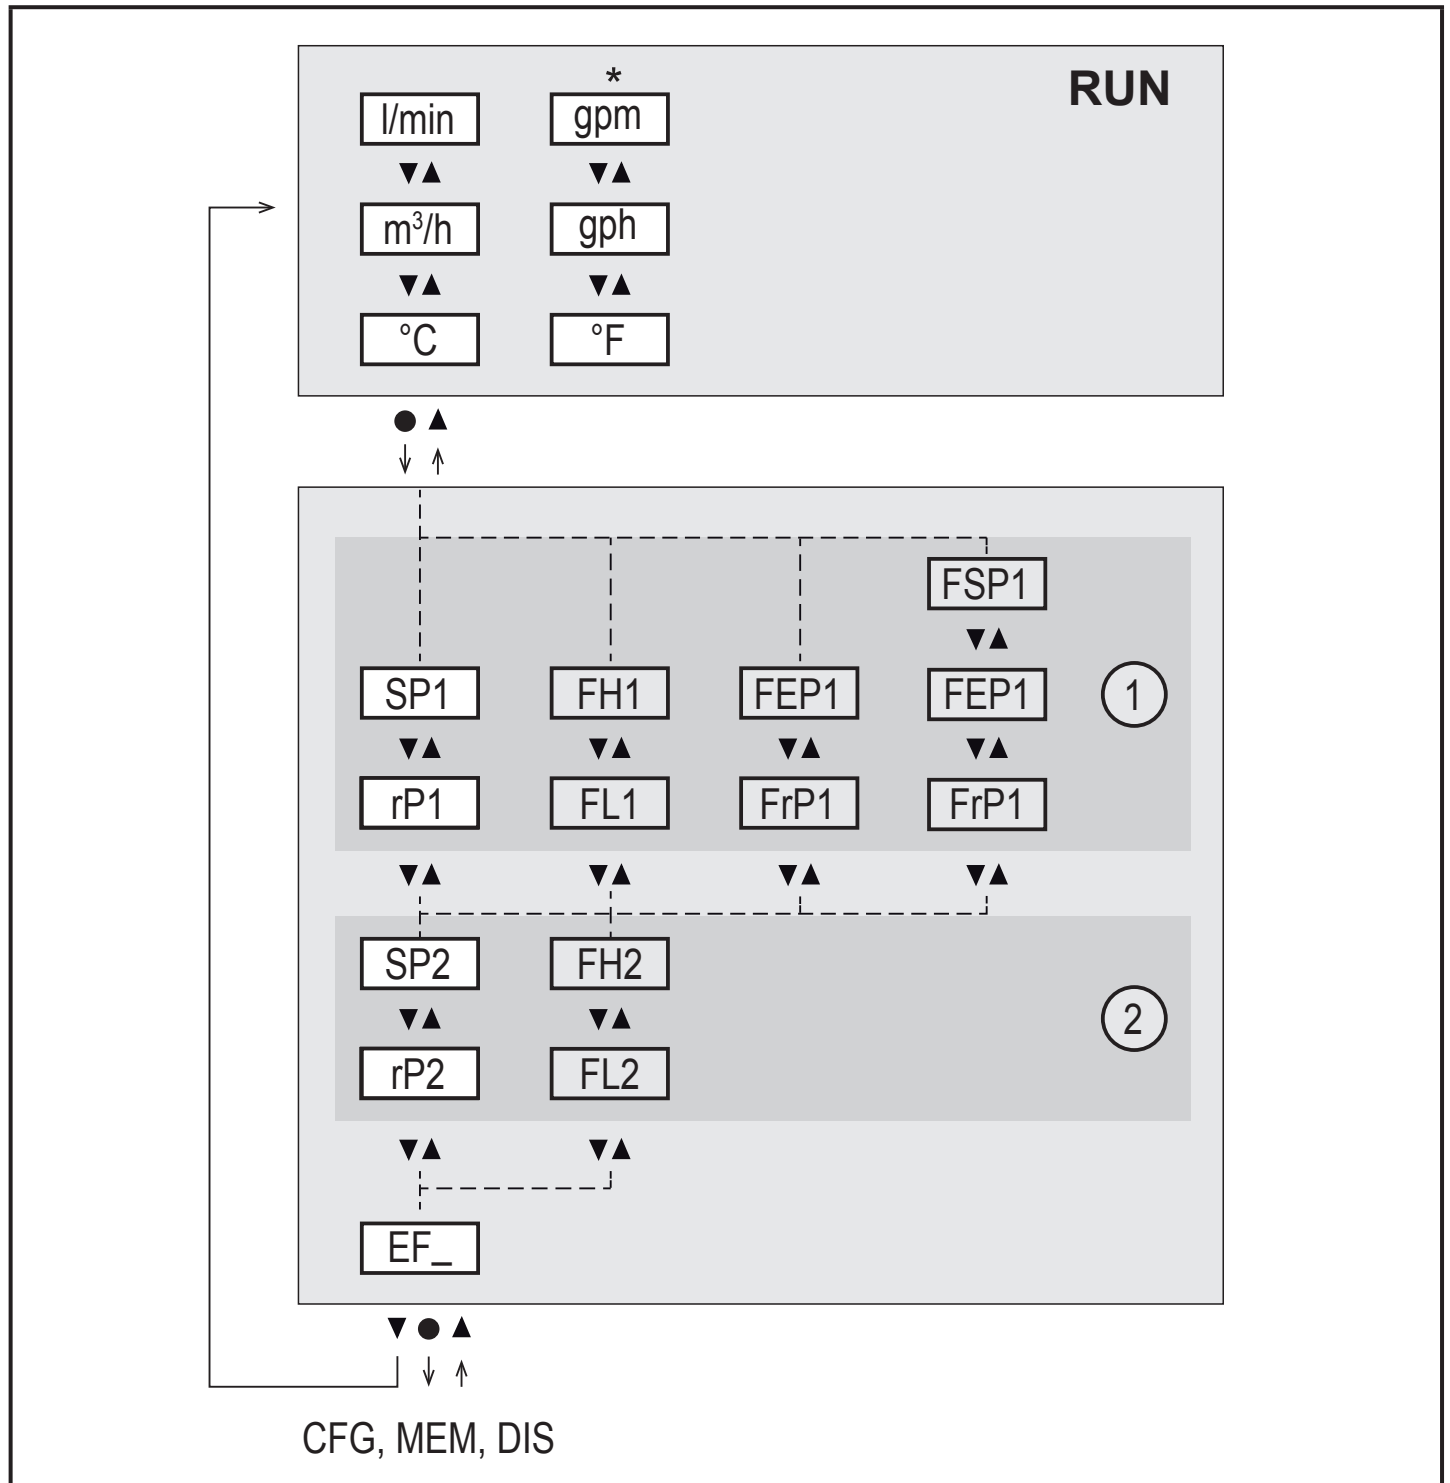 *
RUN
l/min gpm
▼▲ ▼▲
m³/h gph
▼▲ ▼▲
°C °F
● ▲
↓ ↑
FSP1
▼▲
SP1 FH1 FEP1 FEP1 1
▼▲ ▼▲ ▼▲ ▼▲
rP1 FL1 FrP1 FrP1
▼▲ ▼▲ ▼▲ ▼▲
SP2 FH2
▼▲ ▼▲ 2
rP2 FL2
▼▲ ▼▲
EF_
▼ ● ▲
↓ ↑
CFG, MEM, DIS